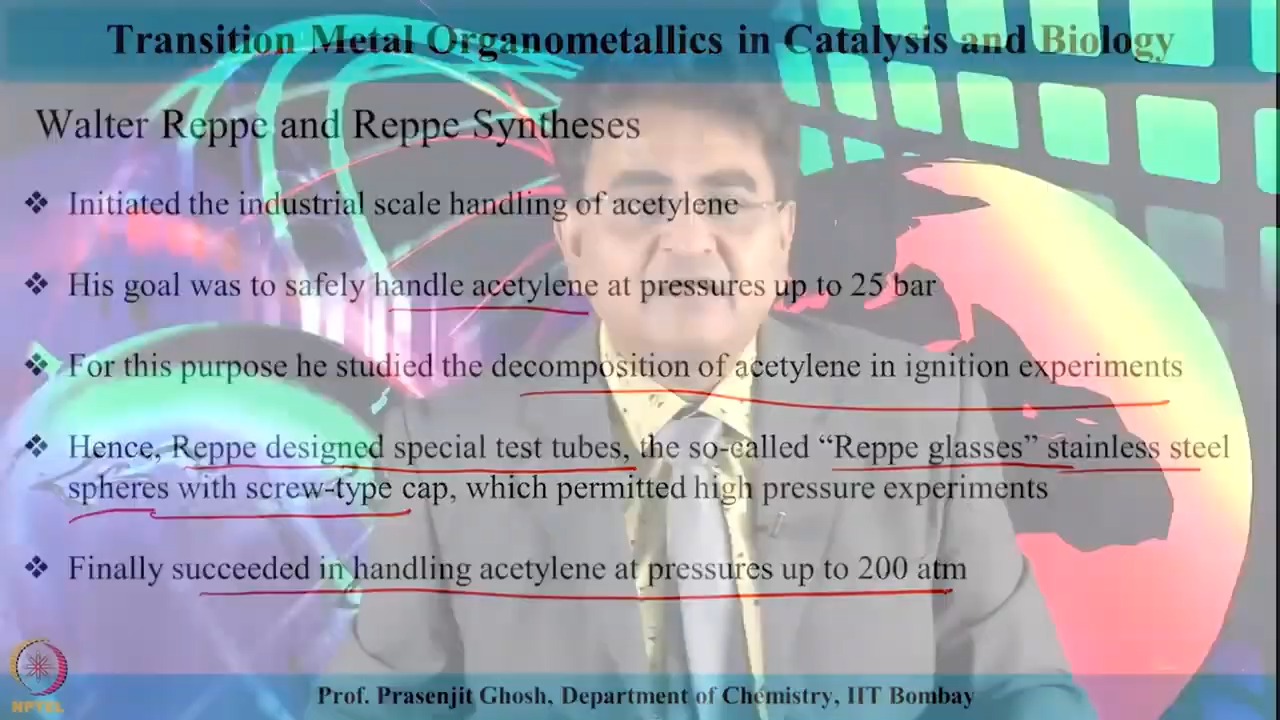 Transition Metal Organometallics in Catalysis and Biology
Walter Reppe and Reppe Syntheses
❖ Initiated the industrial scale handling of acetylene
❖ His goal was to safely handle acetylene at pressures up to 25 bar
❖ For this purpose he studied the decomposition of acetylene in ignition experiments
❖ Hence, Reppe designed special test tubes, the so-called “Reppe glasses” stainless steel
spheres with screw-type cap, which permitted high pressure experiments
❖ Finally succeeded in handling acetylene at pressures up to 200 atm
NPTEL
Prof. Prasenjit Ghosh, Department of Chemistry, IIT Bombay